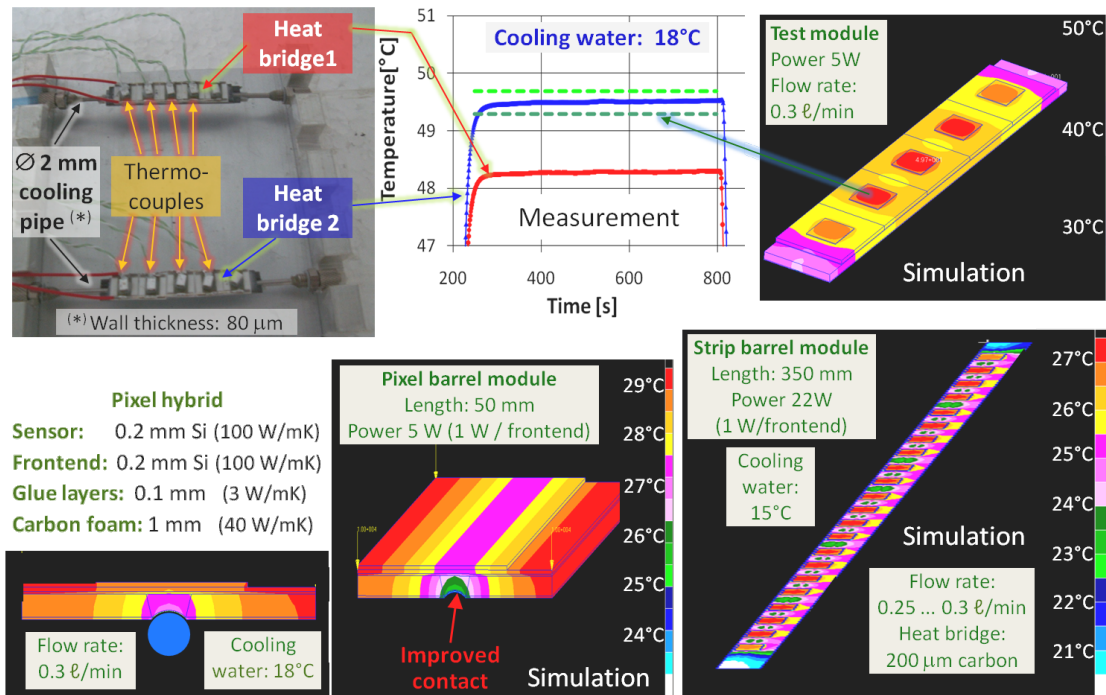 Heat
bridge1
Ø 2 mm
cooling
pipe (*)
Thermo-
couples
Heat
bridge 2
(*) Wall thickness: 80 μm
Temperature[°C]
51
50
49
48
47
Cooling water: 18°C
Measurement
200
400
600
800
Time [s]
Test module
Power 5W
Flow rate:
0.3 ℓ/min
50°C
40°C
30°C
Simulation
Pixel hybrid
Sensor: 0.2 mm Si (100 W/mK)
Frontend: 0.2 mm Si (100 W/mK)
Glue layers: 0.1 mm (3 W/mK)
Carbon foam: 1 mm (40 W/mK)
Flow rate:
0.3 ℓ/min
Cooling
water: 18°C
Pixel barrel module
Length: 50 mm
Power 5 W (1 W / frontend)
29°C
28°C
27°C
26°C
25°C
24°C
Improved
contact
Simulation
Strip barrel module
Length: 350 mm
Power 22W
(1 W/frontend)
Cooling
water:
15°C
Simulation
Flow rate:
0.25 ... 0.3 ℓ/min
Heat bridge:
200 μm carbon
27°C
26°C
25°C
24°C
23°C
22°C
21°C